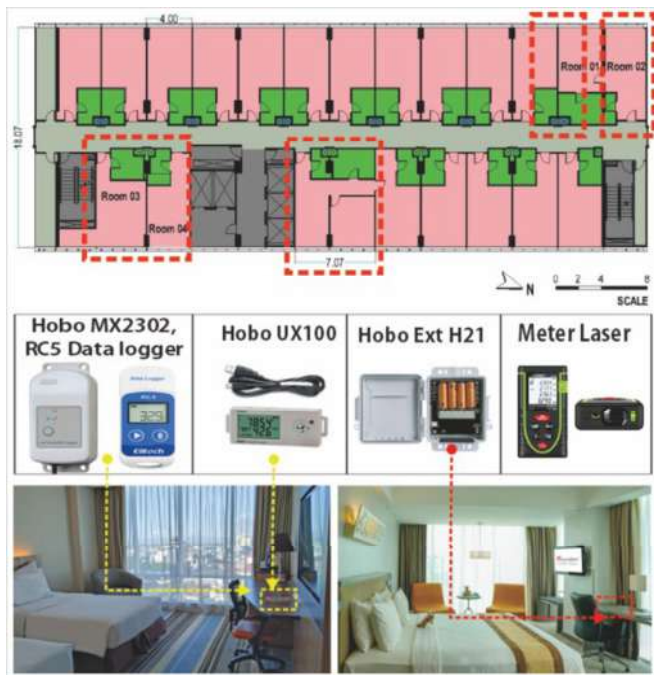 4.00
18.07
Room 01
Room 02
Room 03
Room 04
7.07
N
0 2 4 8
SCALE
Hobo MX2302,
RC5 Data logger
Hobo UX100
Hobo Ext H21
Meter Laser